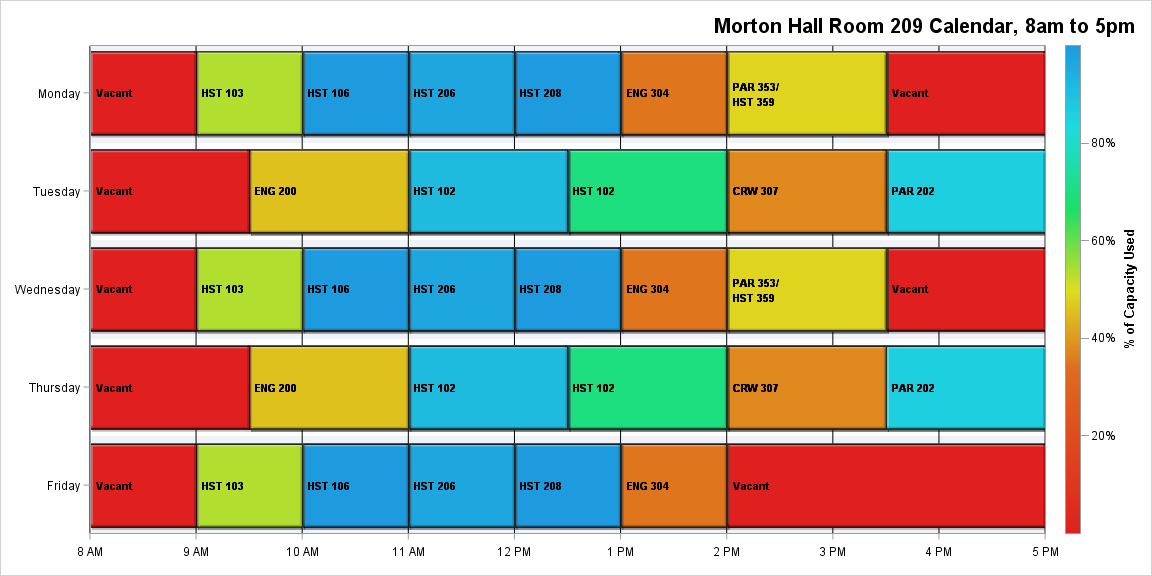 Morton Hall Room 209 Calendar, 8am to 5pm
Monday
Vacant
HST 103
HST 106
HST 206
HST 208
ENG 304
PAR 353/
HST 359
Vacant
Tuesday
Vacant
ENG 200
HST 102
HST 102
CRW 307
PAR 202
Wednesday
Vacant
HST 103
HST 106
HST 206
HST 208
ENG 304
PAR 353/
HST 359
Vacant
Thursday
Vacant
ENG 200
HST 102
HST 102
CRW 307
PAR 202
Friday
Vacant
HST 103
HST 106
HST 206
HST 208
ENG 304
Vacant
8 AM
9 AM
10 AM
11 AM
12 PM
1 PM
2 PM
3 PM
4 PM
5 PM
80%
60%
40%
20%
% of Capacity Used